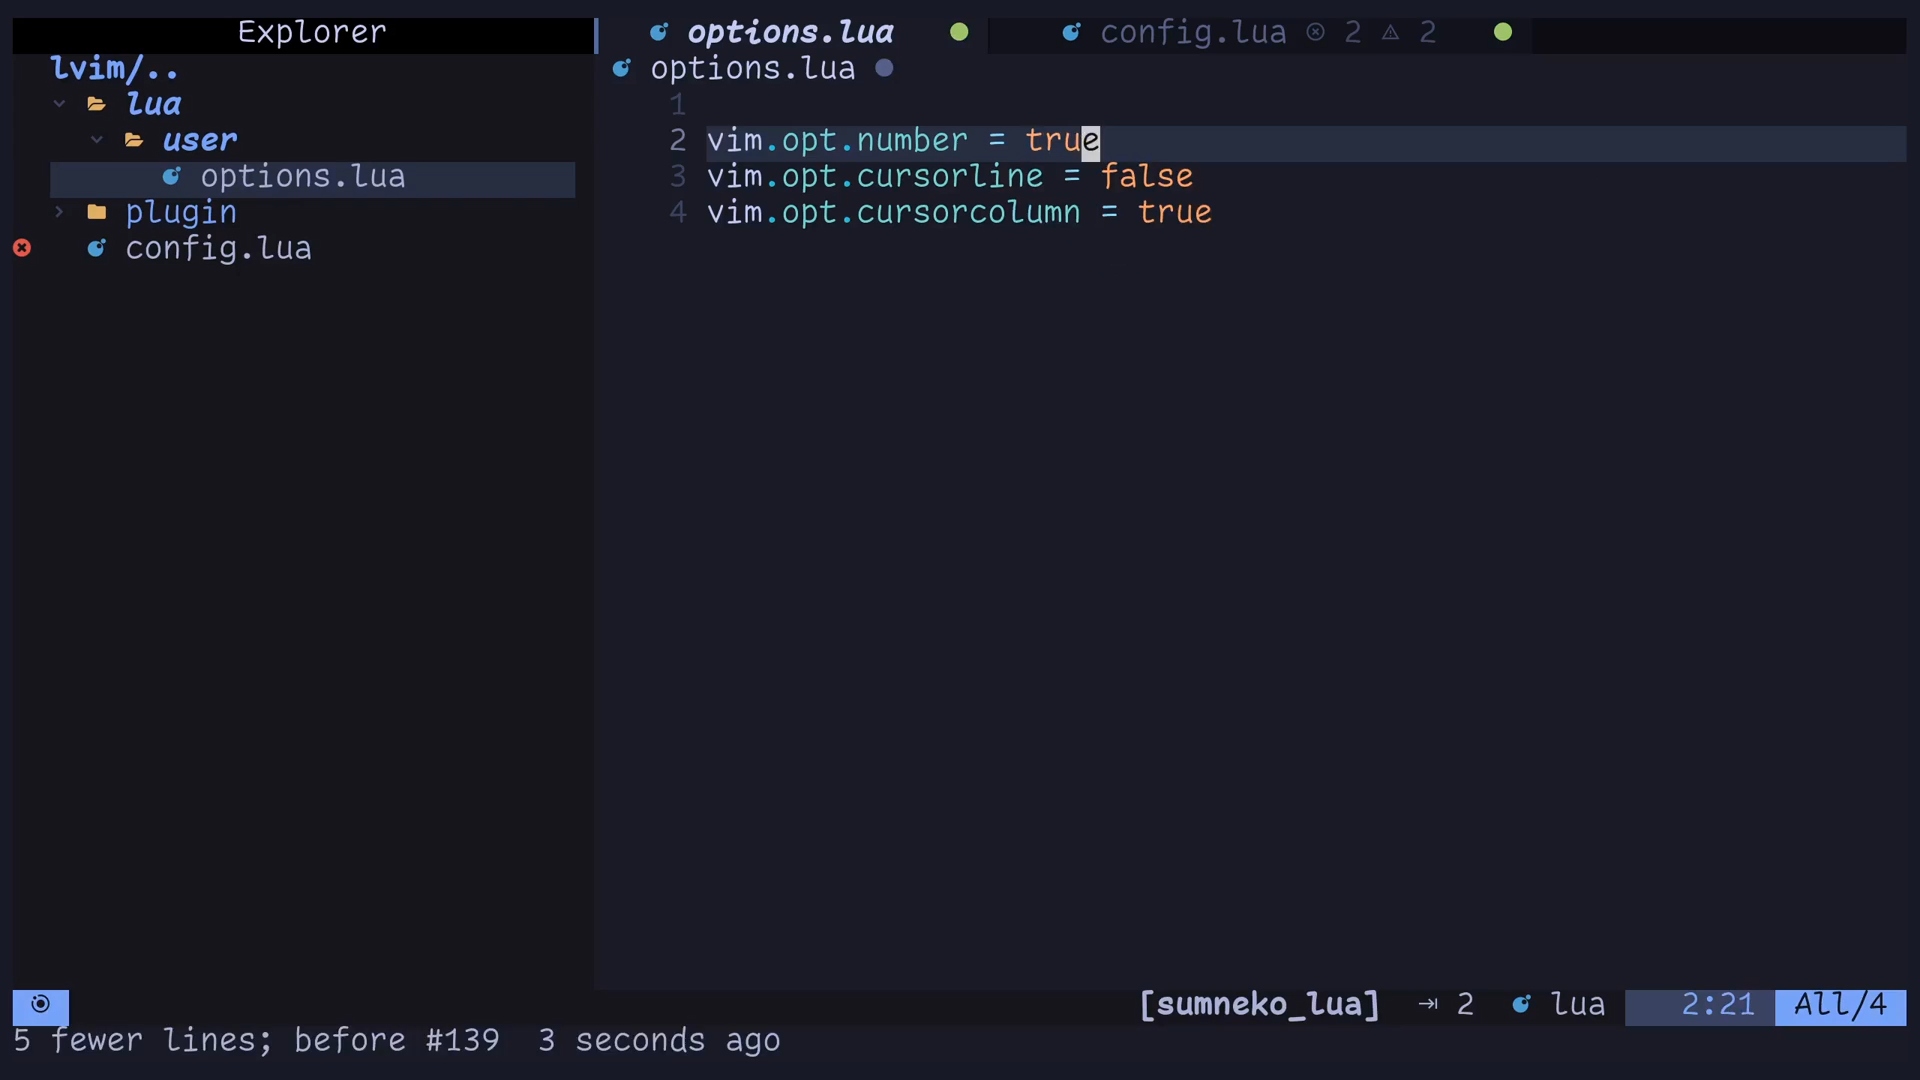 Explorer
options.lua
config.lua 2 2
lvim/..
options.lua
lua
1
user
2 vim.opt.number = true
options.lua
3 vim.opt.cursorline = false
plugin
4 vim.opt.cursorcolumn = true
config.lua
[sumneko_lua] 2 lua 2:21 All/4
5 fewer lines; before #139 3 seconds ago